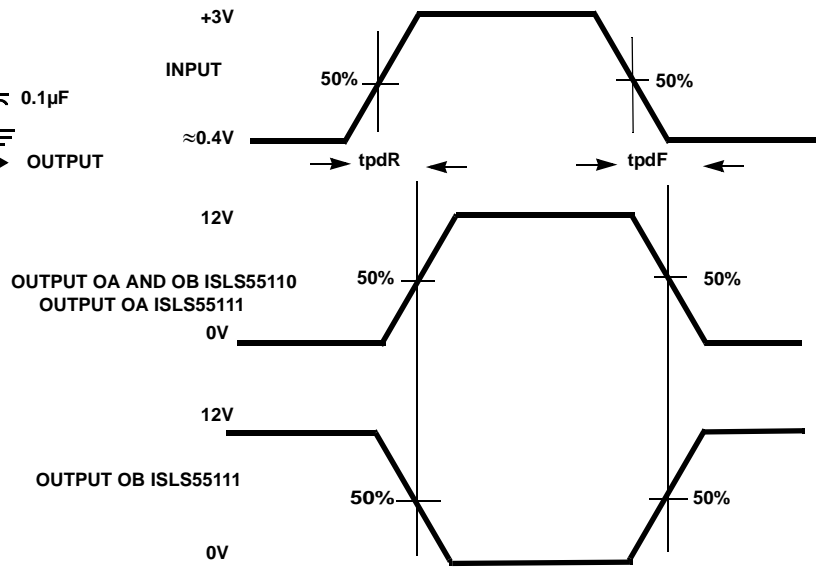 +3V
INPUT
50%
50%
0.1µF
≈0.4V
OUTPUT
tpdR
tpdF
12V
OUTPUT OA AND OB ISLS55110
50%
50%
OUTPUT OA ISLS55111
0V
12V
OUTPUT OB ISLS55111
50%
50%
0V